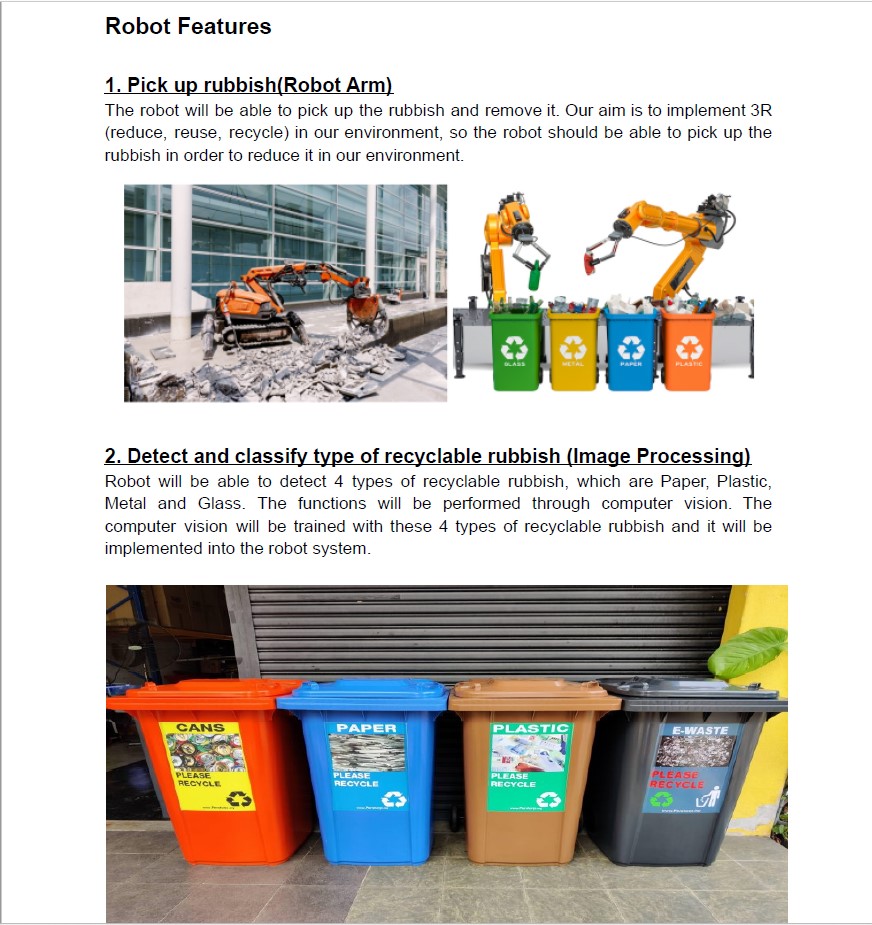 Robot Features
1. Pick up rubbish(Robot Arm)
The robot will be able to pick up the rubbish and remove it. Our aim is to implement 3R
(reduce, reuse, recycle) in our environment, so the robot should be able to pick up the
rubbish in order to reduce it in our environment.
GLASS
METAL
PAPER
PLASTIC
2. Detect and classify type of recyclable rubbish (Image Processing)
Robot will be able to detect 4 types of recyclable rubbish, which are Paper, Plastic,
Metal and Glass. The functions will be performed through computer vision. The
computer vision will be trained with these 4 types of recyclable rubbish and it will be
implemented into the robot system.
CANS
PLEASE
RECYCLE
PAPER
PLEASE
RECYCLE
PLASTIC
PLEASE
RECYCLE
E-WASTE
PLEASE
RECYCLE